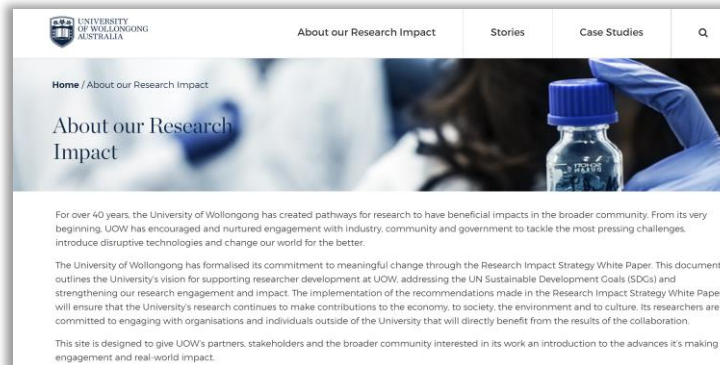 UNIVERSITY
OF WOLLONGONG
AUSTRALIA
About our Research Impact
Stories
Case Studies
Home / About our Research Impact
About our Research
Impact
SCHOTT
DURAN
For over 40 years, the University of Wollongong has created pathways for research to have beneficial impacts in the broader community. From its very
beginning, UOW has encouraged and nurtured engagement with industry, community and government to tackle the most pressing challenges,
introduce disruptive technologies and change our world for the better.
The University of Wollongong has formalised its commitment to meaningful change through the Research Impact Strategy White Paper. This document
outlines the University's vision for supporting researcher development at UOW, addressing the UN Sustainable Development Goals (SDGs) and
strengthening our research engagement and impact. The implementation of the recommendations made in the Research Impact Strategy White Pape
will ensure that the University's research continues to make contributions to the economy, to society, the environment and to culture. Its researchers are
committed to engaging with organisations and individuals outside of the University that will directly benefit from the results of the collaboration.
This site is designed to give UOW's partners, stakeholders and the broader community interested in its work an introduction to the advances it's making
engagement and real-world impact.